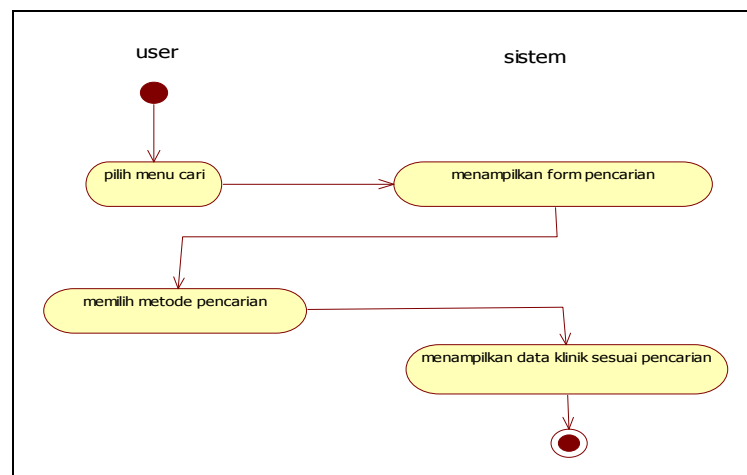 user
sistem
pilih menu cari
menampilkan form pencarian
memilih metode pencarian
menampilkan data klinik sesuai pencarian